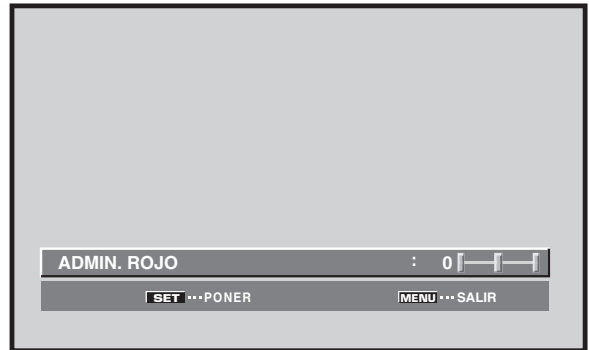 ADMIN. ROJO : 0
SET ···PONER MENU ··· SALIR